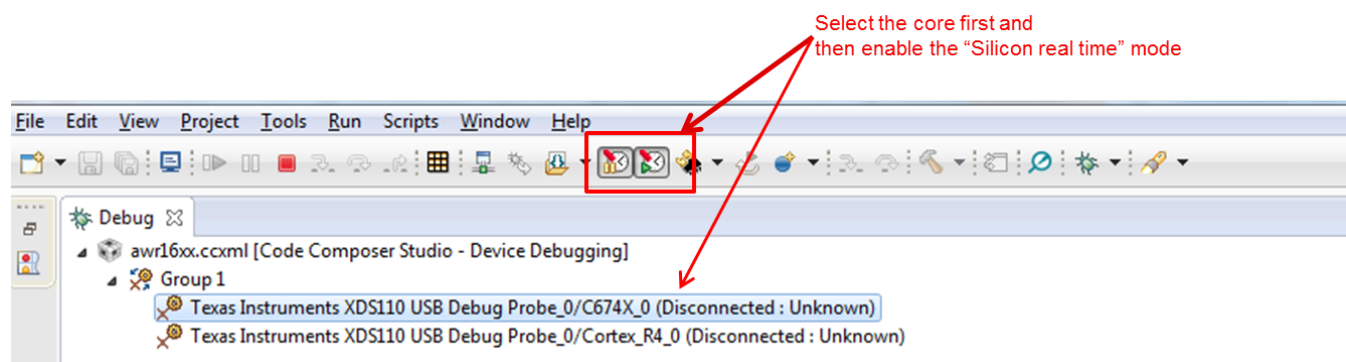 Select the core first and
then enable the “Silicon real time” mode
File Edit View Project Tools Run Scripts Window Help
Debug
awr16xx.ccxml [Code Composer Studio - Device Debugging]
Group 1
Texas Instruments XDS110 USB Debug Probe_0/C674X_0 (Disconnected : Unknown)
Texas Instruments XDS110 USB Debug Probe_0/Cortex_R4_0 (Disconnected : Unknown)